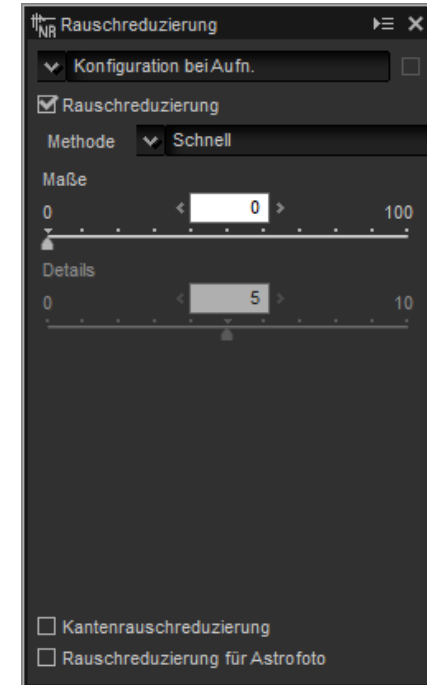 NR Rauschreduzierung
Konfiguration bei Aufn.
Rauschreduzierung
Methode Schnell
Maße
0 0 100
Details
0 5 10
Kantenrauschreduzierung
Rauschreduzierung für Astrofoto